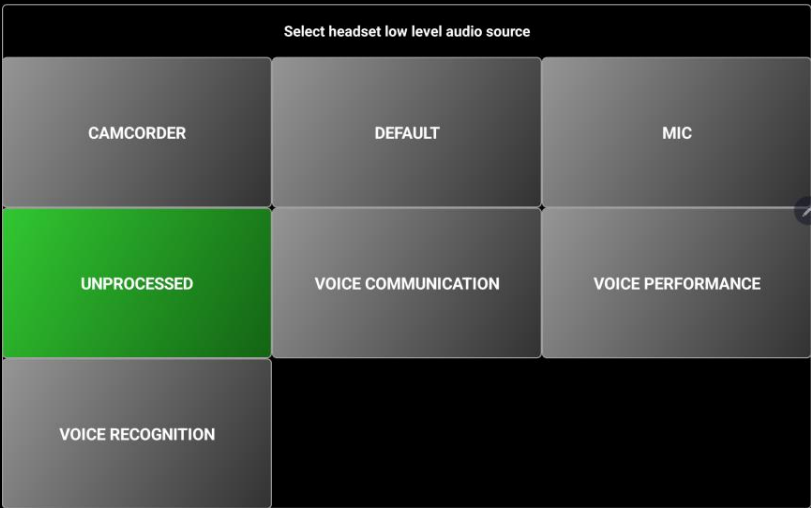 Select headset low level audio source
CAMCORDER
DEFAULT
MIC
UNPROCESSED
VOICE COMMUNICATION
VOICE PERFORMANCE
VOICE RECOGNITION